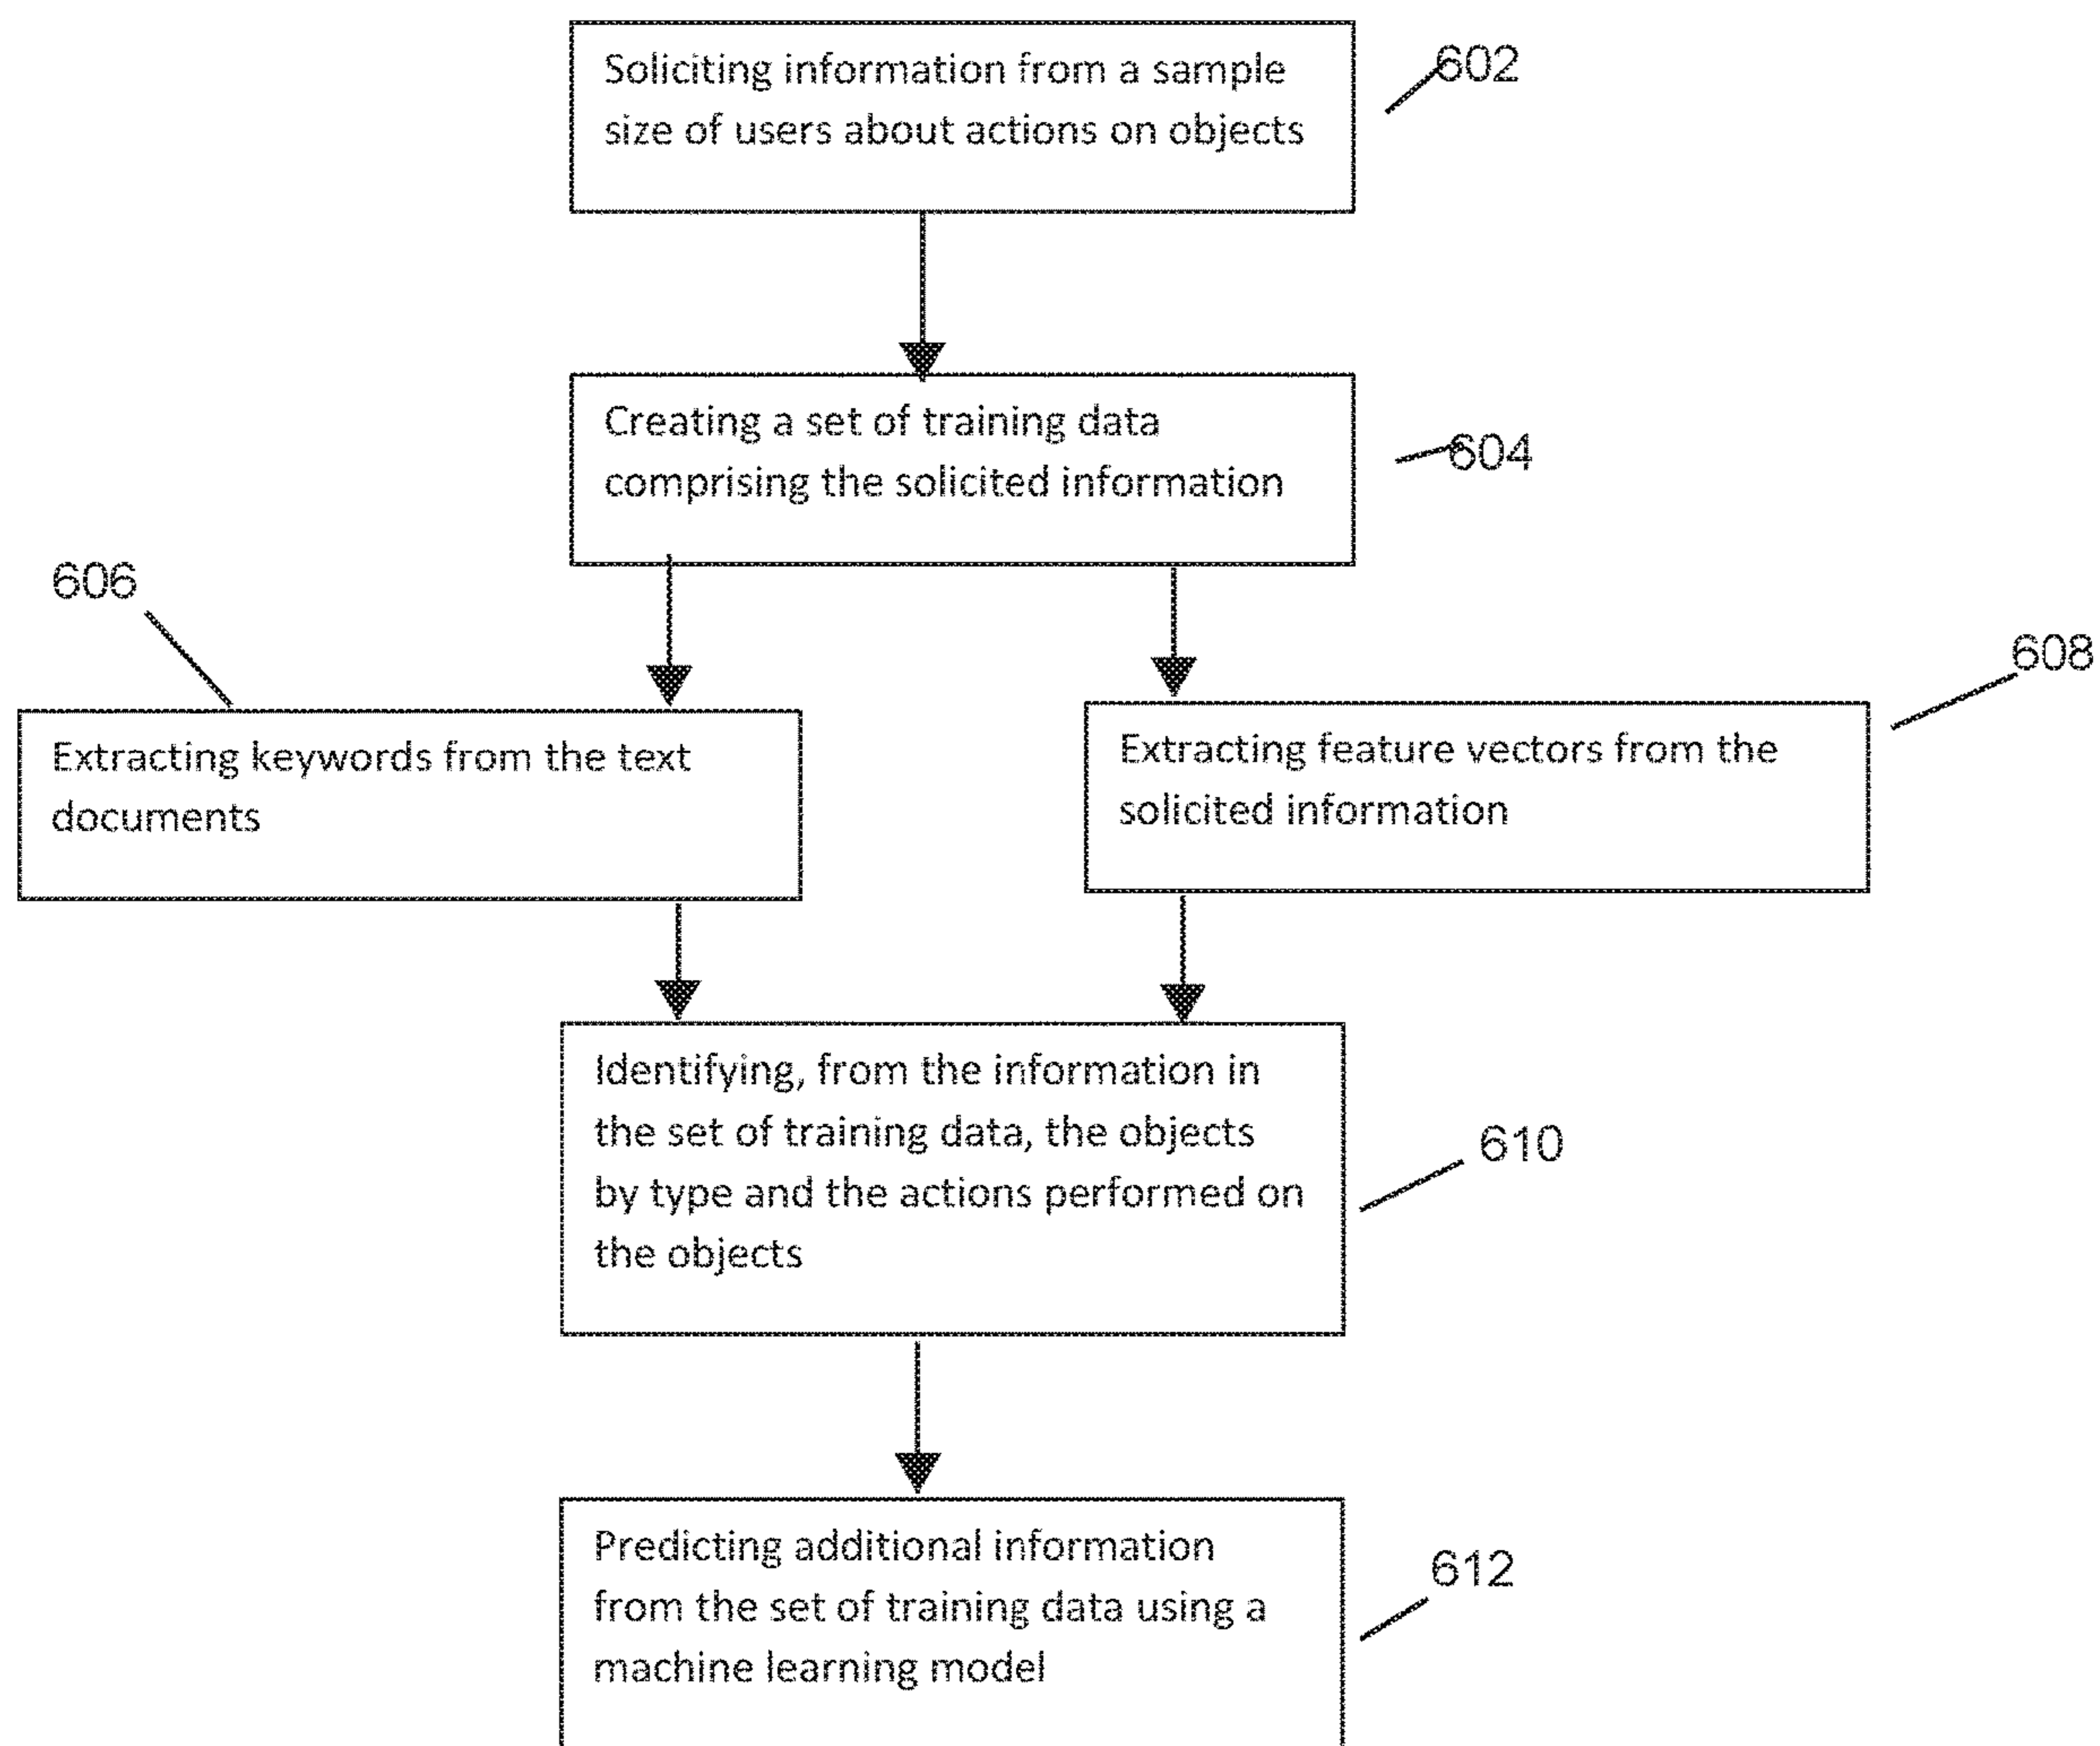 Soliciting information from a sample
size of users about actions on objects
602
Creating a set of training data
comprising the solicited information
604
606
608
Extracting keywords from the text
documents
Extracting feature vectors from the
solicited information
Identifying, from the information in
the set of training data, the objects
by type and the actions performed on
the objects
610
Predicting additional information
from the set of training data using a
machine learning model
612